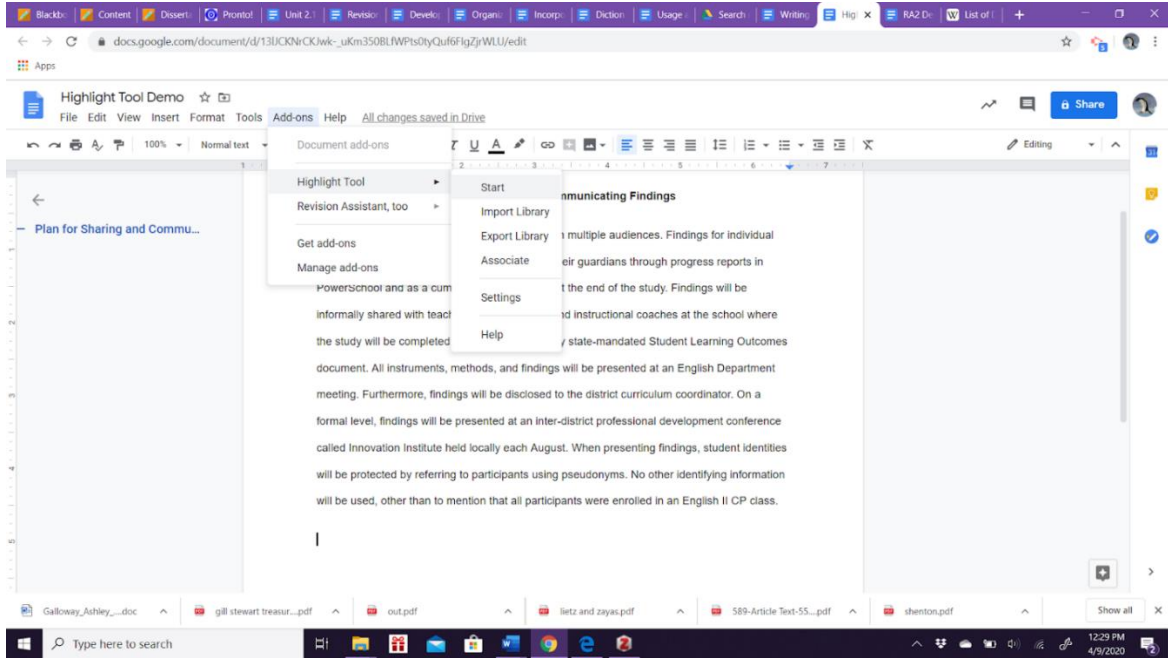 Blackbo
Content
Disserta
Pronto!
Unit 2.1
Revision
Develop
Organiz
Incorpo
Diction
Usage
Search
Writing
Higl
RA2 De
List of
docs.google.com/document/d/
/edit
Apps
Highlight Tool Demo
File Edit View Insert Format Tools Add-ons Help All changes saved in Drive
Share
100% Normal text
Editing
Document add-ons
Highlight Tool
Revision Assistant, too
Get add-ons
Manage add-ons
Start
Import Library
Export Library
Associate
Settings
Help
Plan for Sharing and Commu...
mmunicating Findings
multiple audiences. Findings for individual
eir guardians through progress reports in
PowerSchool and as a cum t the end of the study. Findings will be
informally shared with teach nd instructional coaches at the school where
the study will be completed y state-mandated Student Learning Outcomes
document. All instruments, methods, and findings will be presented at an English Department
meeting. Furthermore, findings will be disclosed to the district curriculum coordinator. On a
formal level, findings will be presented at an inter-district professional development conference
called Innovation Institute held locally each August. When presenting findings, student identities
will be protected by referring to participants using pseudonyms. No other identifying information
will be used, other than to mention that all participants were enrolled in an English II CP class.
Galloway_Ashley_....doc
gill stewart treasur....pdf
out.pdf
lietz and zayas.pdf
589-Article Text-55....pdf
shenton.pdf
Show all
Type here to search
12:29 PM
4/9/2020